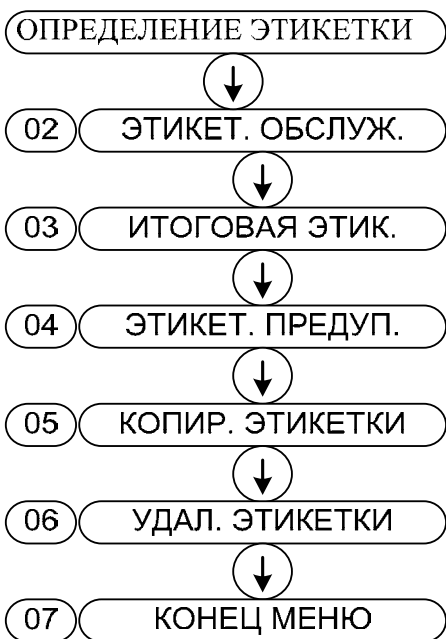 ОПРЕДЕЛЕНИЕ ЭТИКЕТКИ
02 ЭТИКЕТ. ОБСЛУЖ.
03 ИТОГОВАЯ ЭТИК.
04 ЭТИКЕТ. ПРЕДУП.
05 КОПИР. ЭТИКЕТКИ
06 УДАЛ. ЭТИКЕТКИ
07 КОНЕЦ МЕНЮ